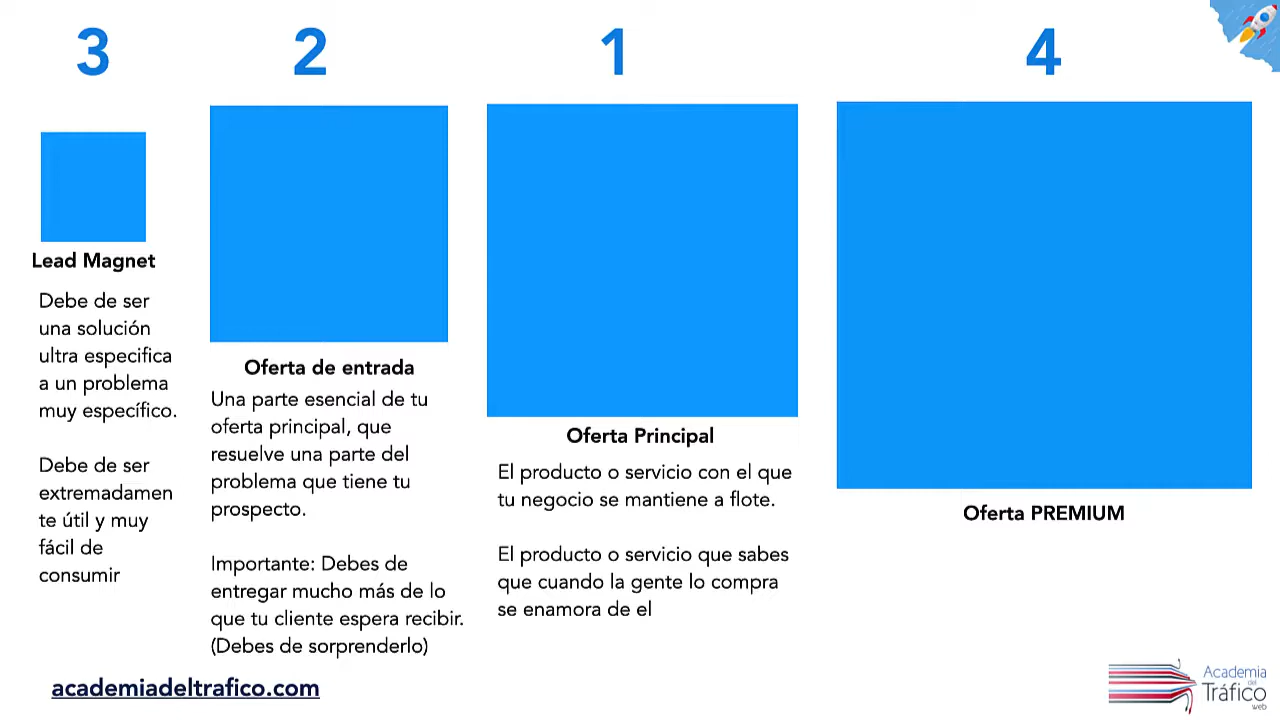 3
2
1
4
Lead Magnet
Debe de ser
una solución
ultra especifica
a un problema
muy específico.
Debe de ser
extremadamen
te útil y muy
fácil de
consumir
Oferta de entrada
Una parte esencial de tu
oferta principal, que
resuelve una parte del
problema que tiene tu
prospecto.
Importante: Debes de
entregar mucho más de lo
que tu cliente espera recibir.
(Debes de sorprenderlo)
Oferta Principal
El producto o servicio con el que
tu negocio se mantiene a flote.
El producto o servicio que sabes
que cuando la gente lo compra
se enamora de el
Oferta PREMIUM
academiadeltrafico.com
Academia
del
Tráfico
web